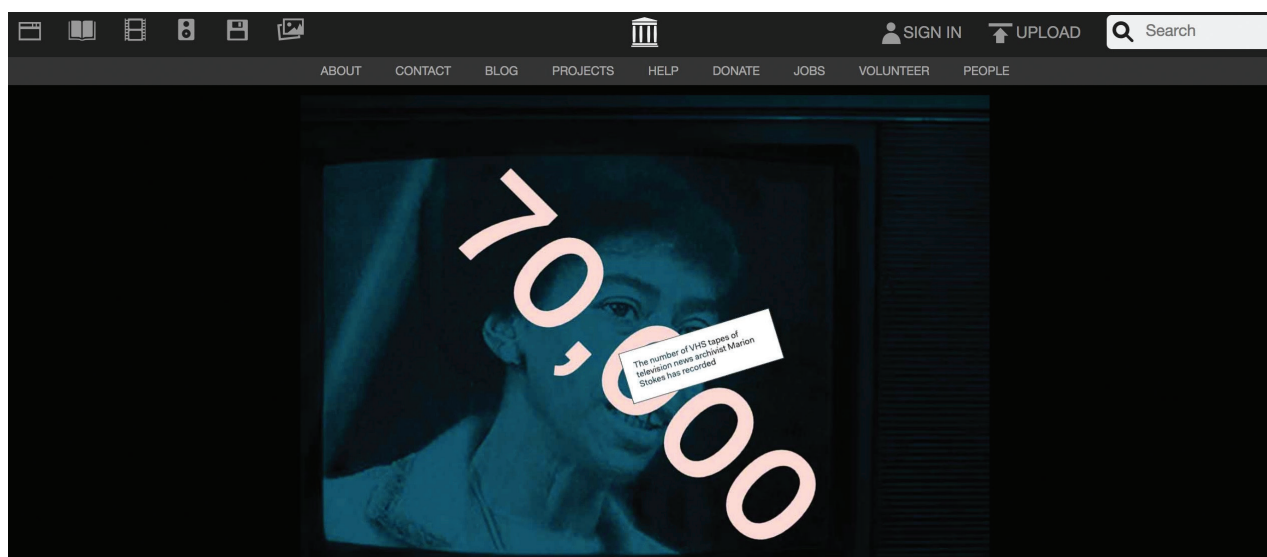 SIGN IN UPLOAD Search
ABOUT CONTACT BLOG PROJECTS HELP DONATE JOBS VOLUNTEER PEOPLE
70,000
The number of VHS tapes of
television news archivist Marion
Stokes has recorded